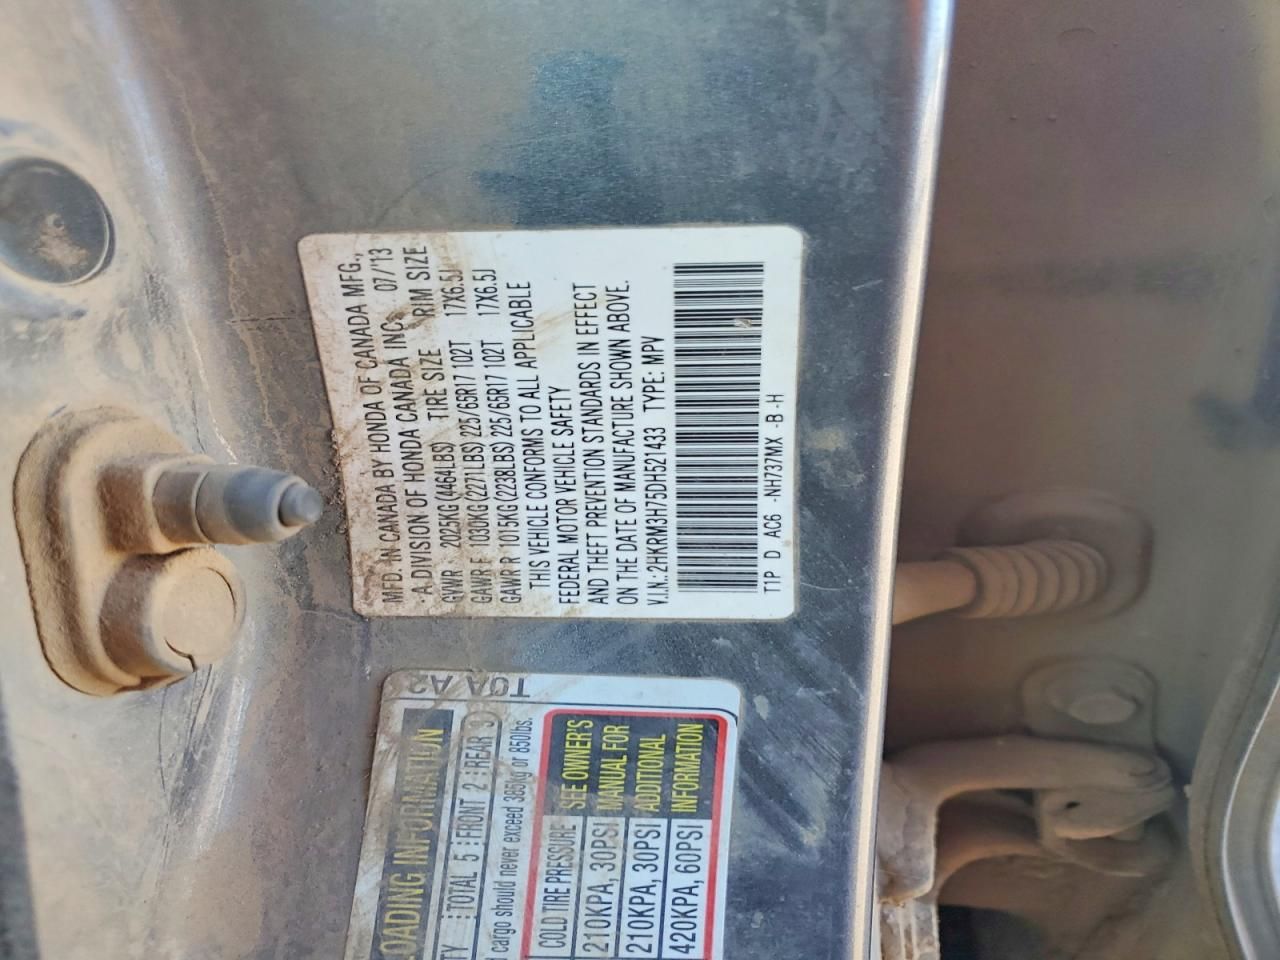 MFD. IN CANADA BY HONDA OF CANADA MFG.,
A DIVISION OF HONDA CANADA INC. 07/'13
GVWR 2025KG(4464LBS) TIRE SIZE RIM SIZE
GAWR F 1030KG(2271LBS) 225/65R17 102T 17X6.5J
GAWR R 1015KG(2238LBS) 225/65R17 102T 17X6.5J
THIS VEHICLE CONFORMS TO ALL APPLICABLE
FEDERAL MOTOR VEHICLE SAFETY
AND THEFT PREVENTION STANDARDS IN EFFECT
ON THE DATE OF MANUFACTURE SHOWN ABOVE.
V.I.N.: 2HKRM3H75DH521433 TYPE: MPV
T1P D AC6 -NH737MX -B -H
T0A A2
LOADING INFORMATION
TOTAL 5 FRONT 2 REAR 3
cargo should never exceed 385kg or 850lbs.
COLD TIRE PRESSURE
210KPA, 30PSI
210KPA, 30PSI
420KPA, 60PSI
SEE OWNER'S
MANUAL FOR
ADDITIONAL
INFORMATION